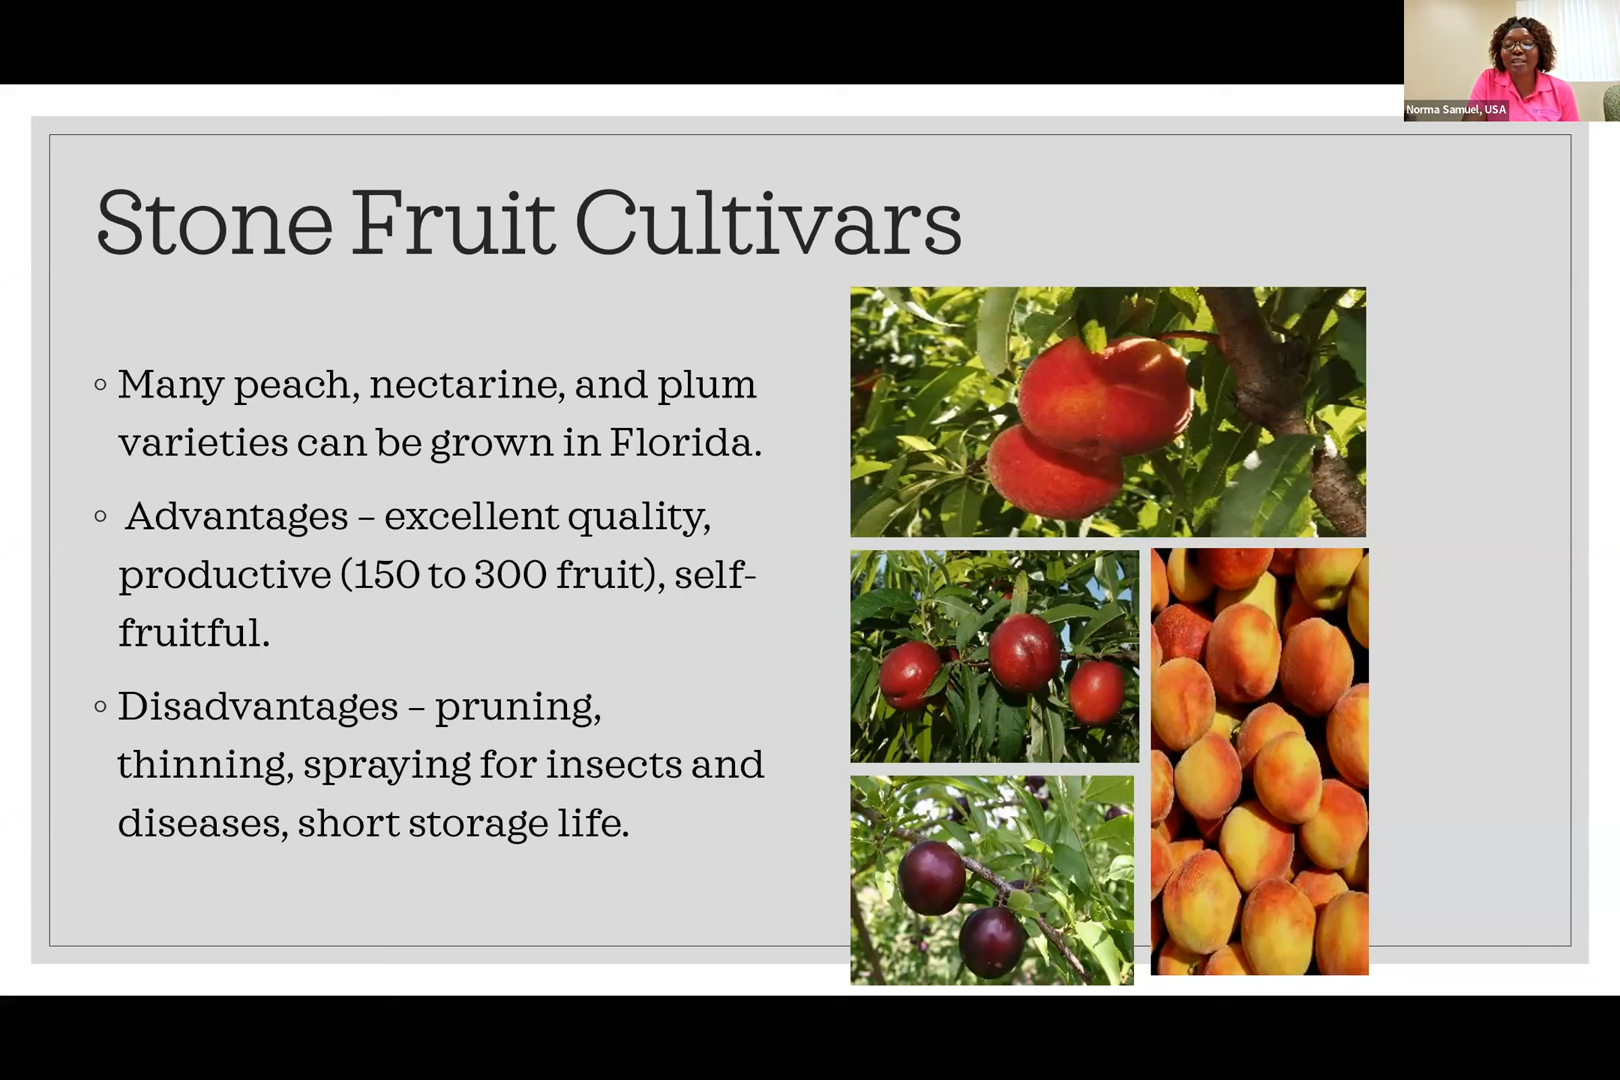 Norma Samuel, USA
Stone Fruit Cultivars
◦ Many peach, nectarine, and plum
varieties can be grown in Florida.
◦ Advantages – excellent quality,
productive (150 to 300 fruit), self-
fruitful.
◦ Disadvantages – pruning,
thinning, spraying for insects and
diseases, short storage life.